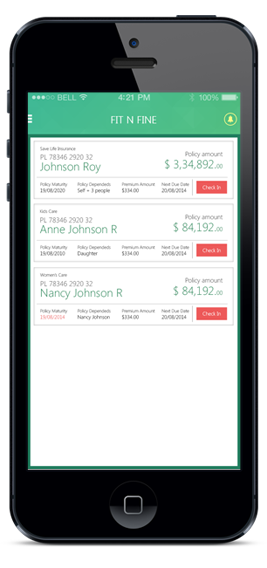 BELL 4:21 PM 100%
FIT N FINE
Save Life Insurance
PL 78346 2920 32 Policy amount
Johnson Roy $ 3,34,892.00
Policy Maturity Policy Dependeds Premium Amount Next Due Date Check In
19/08/2020 Self + 3 people $334.00 20/08/2014
Kids Care
PL 78346 2920 32 Policy amount
Anne Johnson R $ 84,192.00
Policy Maturity Policy Dependeds Premium Amount Next Due Date Check In
19/08/2010 Daughter $334.00 20/08/2014
Women's Care
PL 78346 2920 32 Policy amount
Nancy Johnson R $ 84,192.00
Policy Maturity Policy Dependeds Premium Amount Next Due Date Check In
19/08/2014 Nancy Johnson $334.00 20/08/2014